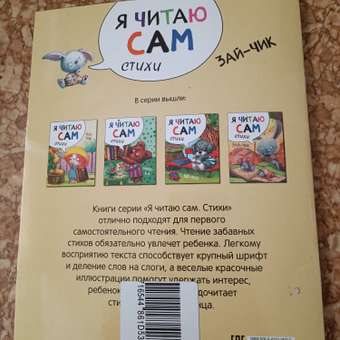 Я ЧИТАЮ
САМ
СТИХИ
ЗАЙ-ЧИК
В серии вышли:
Я ЧИТАЮ
САМ
СТИХИ
Я ЧИТАЮ
САМ
СТИХИ
Я ЧИТАЮ
САМ
СТИХИ
Я ЧИТАЮ
САМ
СТИХИ
Книги серии «Я читаю сам. Стихи»
отлично подходят для первого
самостоятельного чтения. Чтение забавных
стихов обязательно увлечет ребенка. Легкому
восприятию текста способствует крупный шрифт
и деление слов на слоги, а веселые красочные
иллюстрации помогут удержать интерес,
дочитает